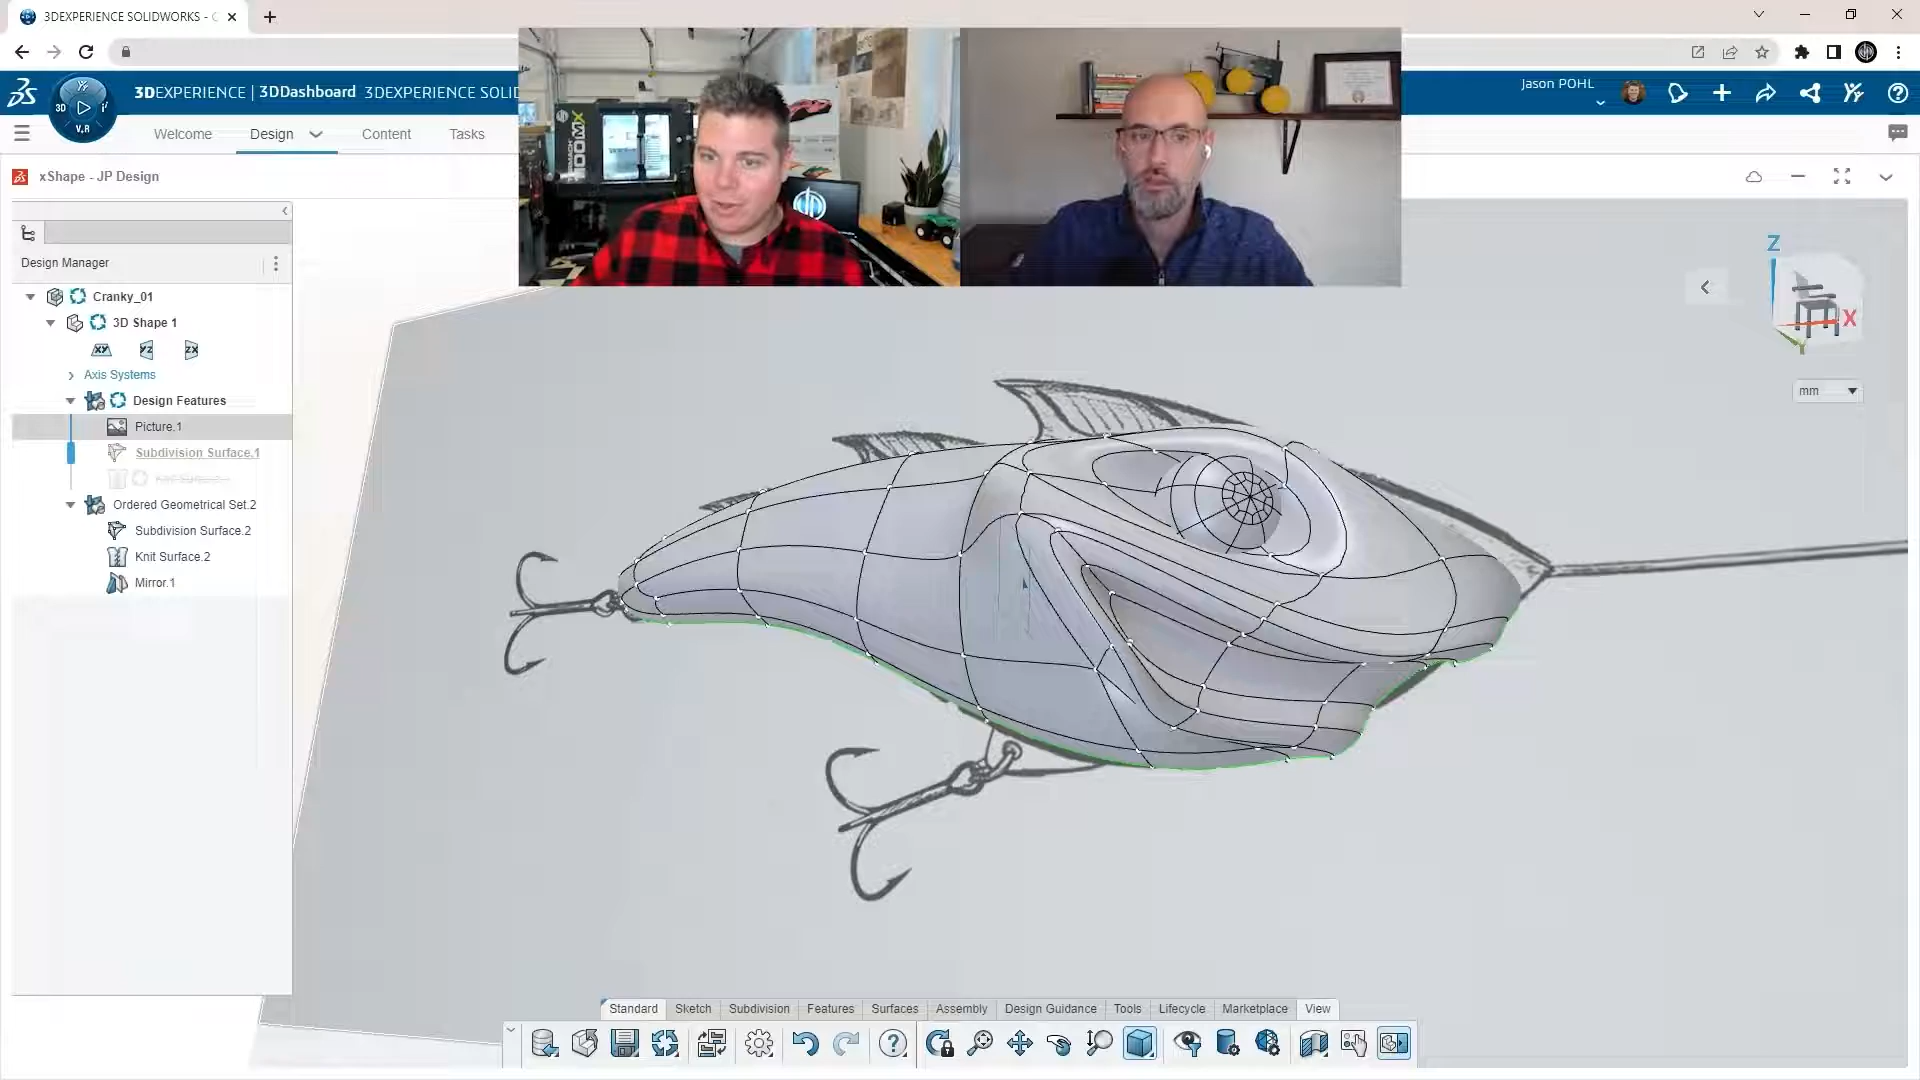 3DEXPERIENCE SOLIDWORKS - C
3DEXPERIENCE | 3DDashboard 3DEXPERIENCE SOLID
Jason POHL
3D
V.R
Welcome
Design
Content
Tasks
xShape - JP Design
Design Manager
Cranky_01
3D Shape 1
XY
YZ
ZX
Axis Systems
Design Features
Picture.1
Subdivision Surface.1
Ordered Geometrical Set.2
Subdivision Surface.2
Knit Surface.2
Mirror.1
Z
X
Y
mm
Standard
Sketch
Subdivision
Features
Surfaces
Assembly
Design Guidance
Tools
Lifecycle
Marketplace
View